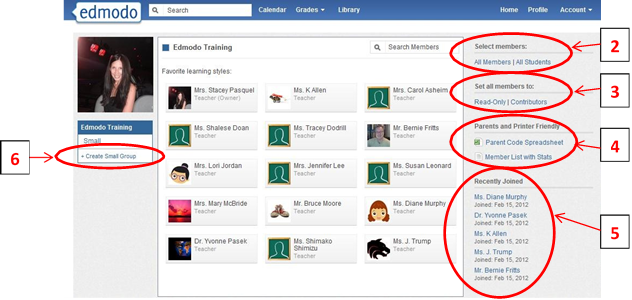 edmodo
Search
Calendar
Grades
Library
Home
Profile
Account
Edmodo Training
Small
+ Create Small Group
6
Edmodo Training
Search Members
Favorite learning styles:
Mrs. Stacey Pasquel
Teacher (Owner)
Ms. K Allen
Teacher
Mrs. Carol Asheim
Teacher
Ms. Shalese Doan
Teacher
Ms. Tracey Dodrill
Teacher
Mr. Bernie Fritts
Teacher
Mrs. Lori Jordan
Teacher
Mrs. Jennifer Lee
Teacher
Ms. Susan Leonard
Teacher
Mrs. Mary McBride
Teacher
Mr. Bruce Moore
Teacher
Ms. Diane Murphy
Teacher
Dr. Yvonne Pasek
Teacher
Ms. Shimako
Shimizu
Teacher
Ms. J. Trump
Teacher
Select members:
All Members | All Students
2
Set all members to:
Read-Only | Contributors
3
Parents and Printer Friendly
Parent Code Spreadsheet
Member List with Stats
4
Recently Joined
Ms. Diane Murphy
Joined: Feb 15, 2012
Dr. Yvonne Pasek
Joined: Feb 15, 2012
Ms. K Allen
Joined: Feb 15, 2012
Ms. J. Trump
Joined: Feb 15, 2012
Mr. Bernie Fritts
Joined: Feb 15, 2012
5